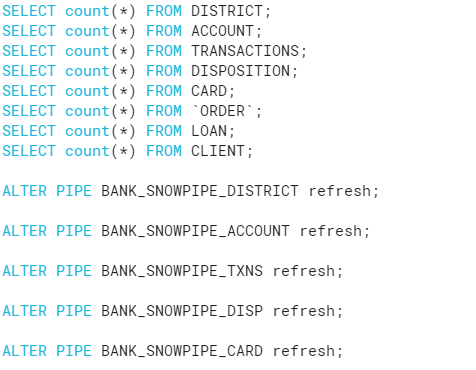 SELECT count(*) FROM DISTRICT;
SELECT count(*) FROM ACCOUNT;
SELECT count(*) FROM TRANSACTIONS;
SELECT count(*) FROM DISPOSITION;
SELECT count(*) FROM CARD;
SELECT count(*) FROM `ORDER`;
SELECT count(*) FROM LOAN;
SELECT count(*) FROM CLIENT;
ALTER PIPE BANK_SNOWPIPE_DISTRICT refresh;
ALTER PIPE BANK_SNOWPIPE_ACCOUNT refresh;
ALTER PIPE BANK_SNOWPIPE_TXNS refresh;
ALTER PIPE BANK_SNOWPIPE_DISP refresh;
ALTER PIPE BANK_SNOWPIPE_CARD refresh;